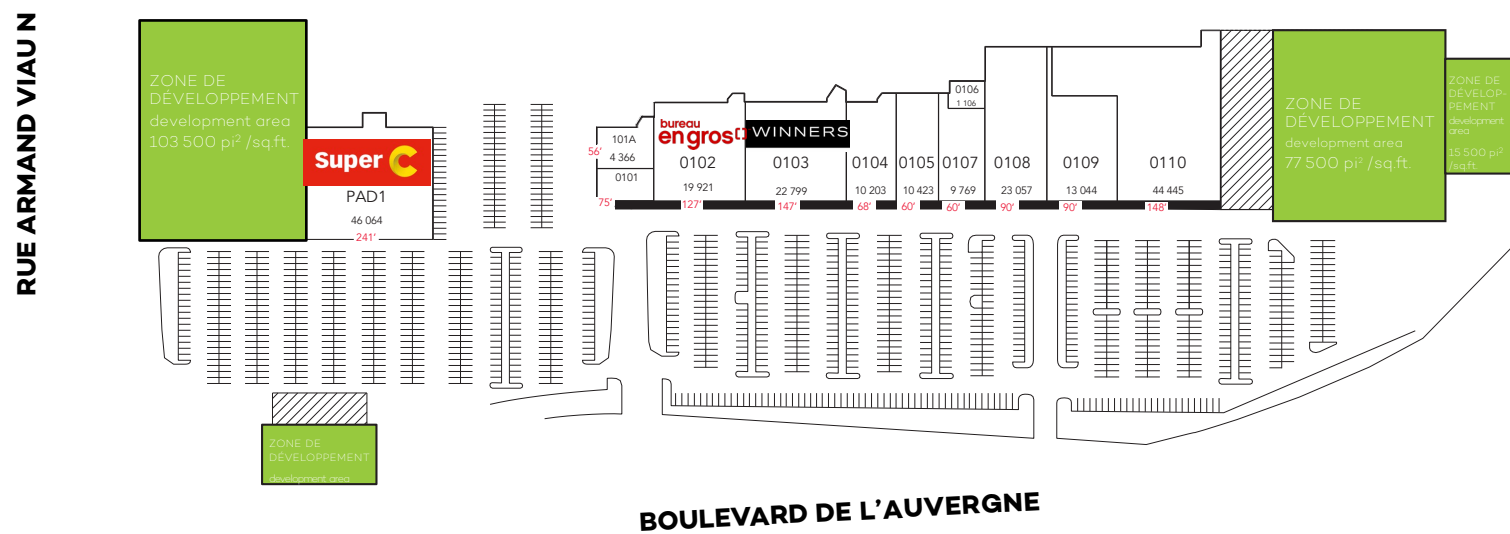 RUE ARMAND VIAU N
ZONE DE
DÉVELOPPEMENT
development area
103 500 pi² /sq.ft.
Super C
PAD1
46 064
241'
ZONE DE
DÉVELOPPEMENT
development area
56'
101A
4 366
0101
75'
bureau
en gros
0102
19 921
127'
WINNERS
0103
22 799
147'
0104
10 203
68'
0105
10 423
60'
0106
1 106
0107
9 769
60'
0108
23 057
90'
0109
13 044
90'
0110
44 445
148'
ZONE DE
DÉVELOPPEMENT
development area
77 500 pi² /sq.ft.
ZONE DE
DÉVELOP-
PEMENT
development
area
15 500 pi²
/sq.ft.
BOULEVARD DE L'AUVERGNE